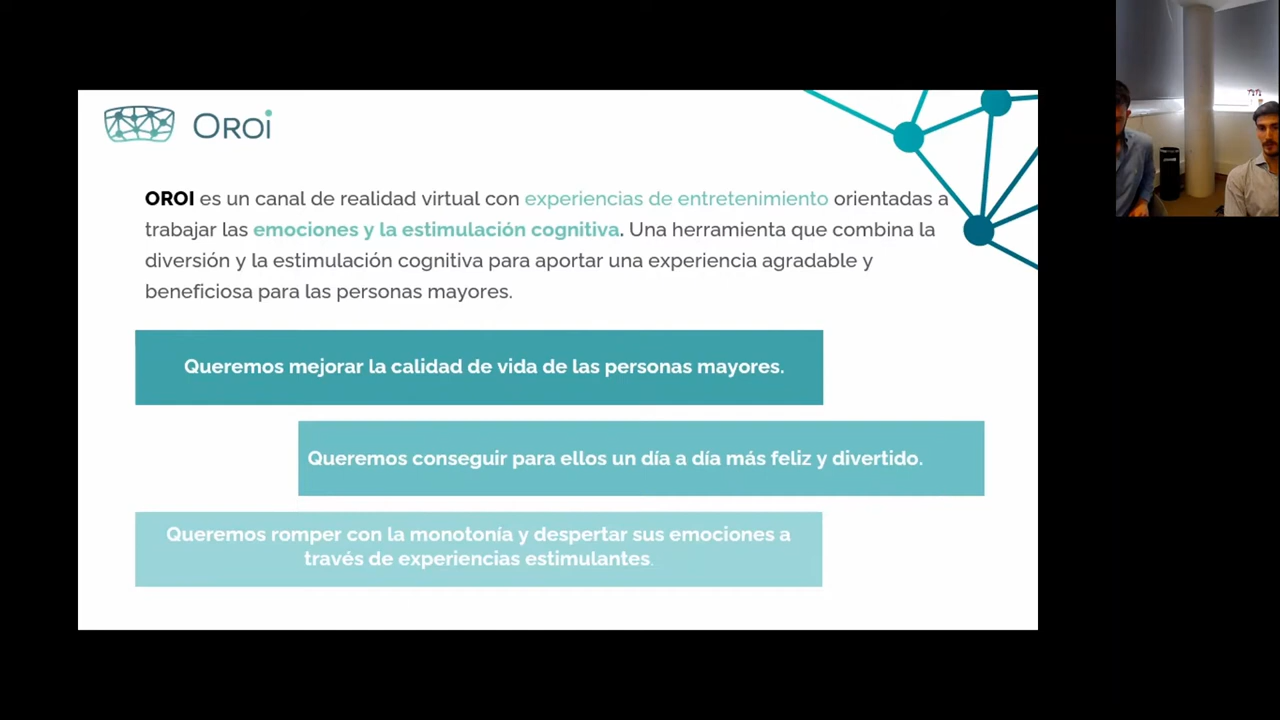 Oroi
OROI es un canal de realidad virtual con experiencias de entretenimiento orientadas a
trabajar las emociones y la estimulación cognitiva. Una herramienta que combina la
diversión y la estimulación cognitiva para aportar una experiencia agradable y
beneficiosa para las personas mayores.
Queremos mejorar la calidad de vida de las personas mayores.
Queremos conseguir para ellos un día a día más feliz y divertido.
Queremos romper con la monotonía y despertar sus emociones a
través de experiencias estimulantes.